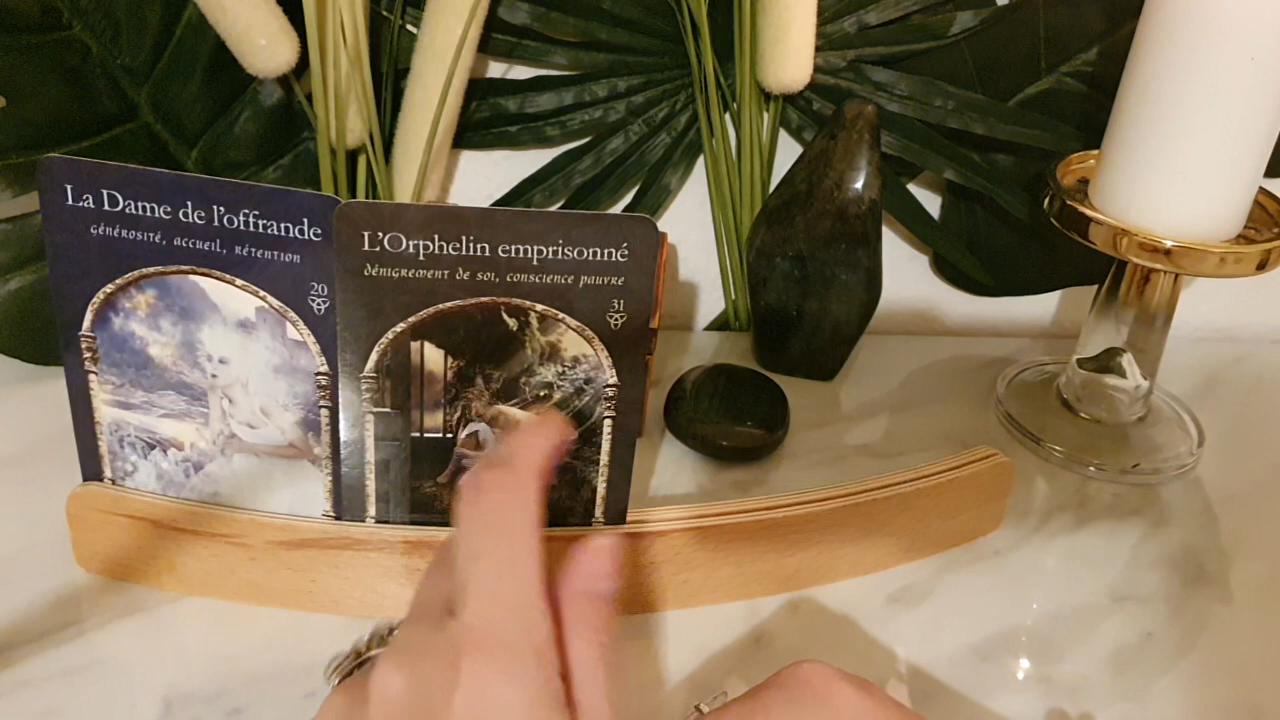 La Dame de l'offrande
générosité, accueil, rétention
20
L'Orphelin emprisonné
dénigrement de soi, conscience pauvre
31